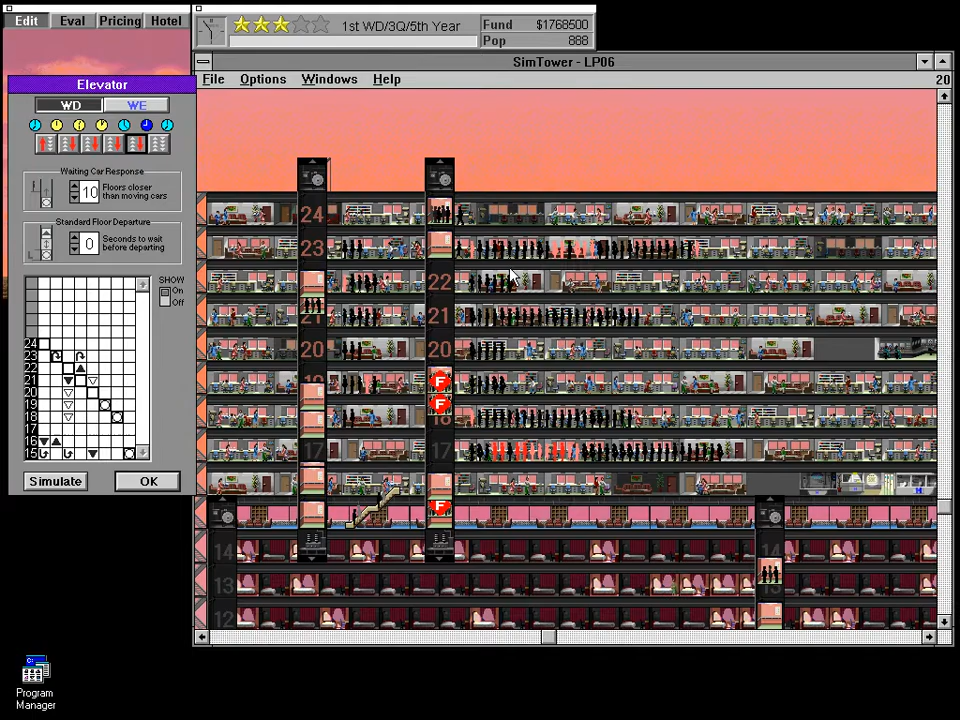 Edit Eval Pricing Hotel
1st WD/3Q/5th Year
Fund $1768500
Pop 888
SimTower - LP06
File Options Windows Help
20
Elevator
WD WE
Waiting Car Response
10 Floors closer
than moving cars
Standard Floor Departure
0 Seconds to wait
before departing
SHOW
On
Off
24
23
22
21
20
19
18
17
16
15
Simulate OK
24
23
22
21 21
20 20
F
F
17 17
F
14 14
13 13
12
Program
Manager